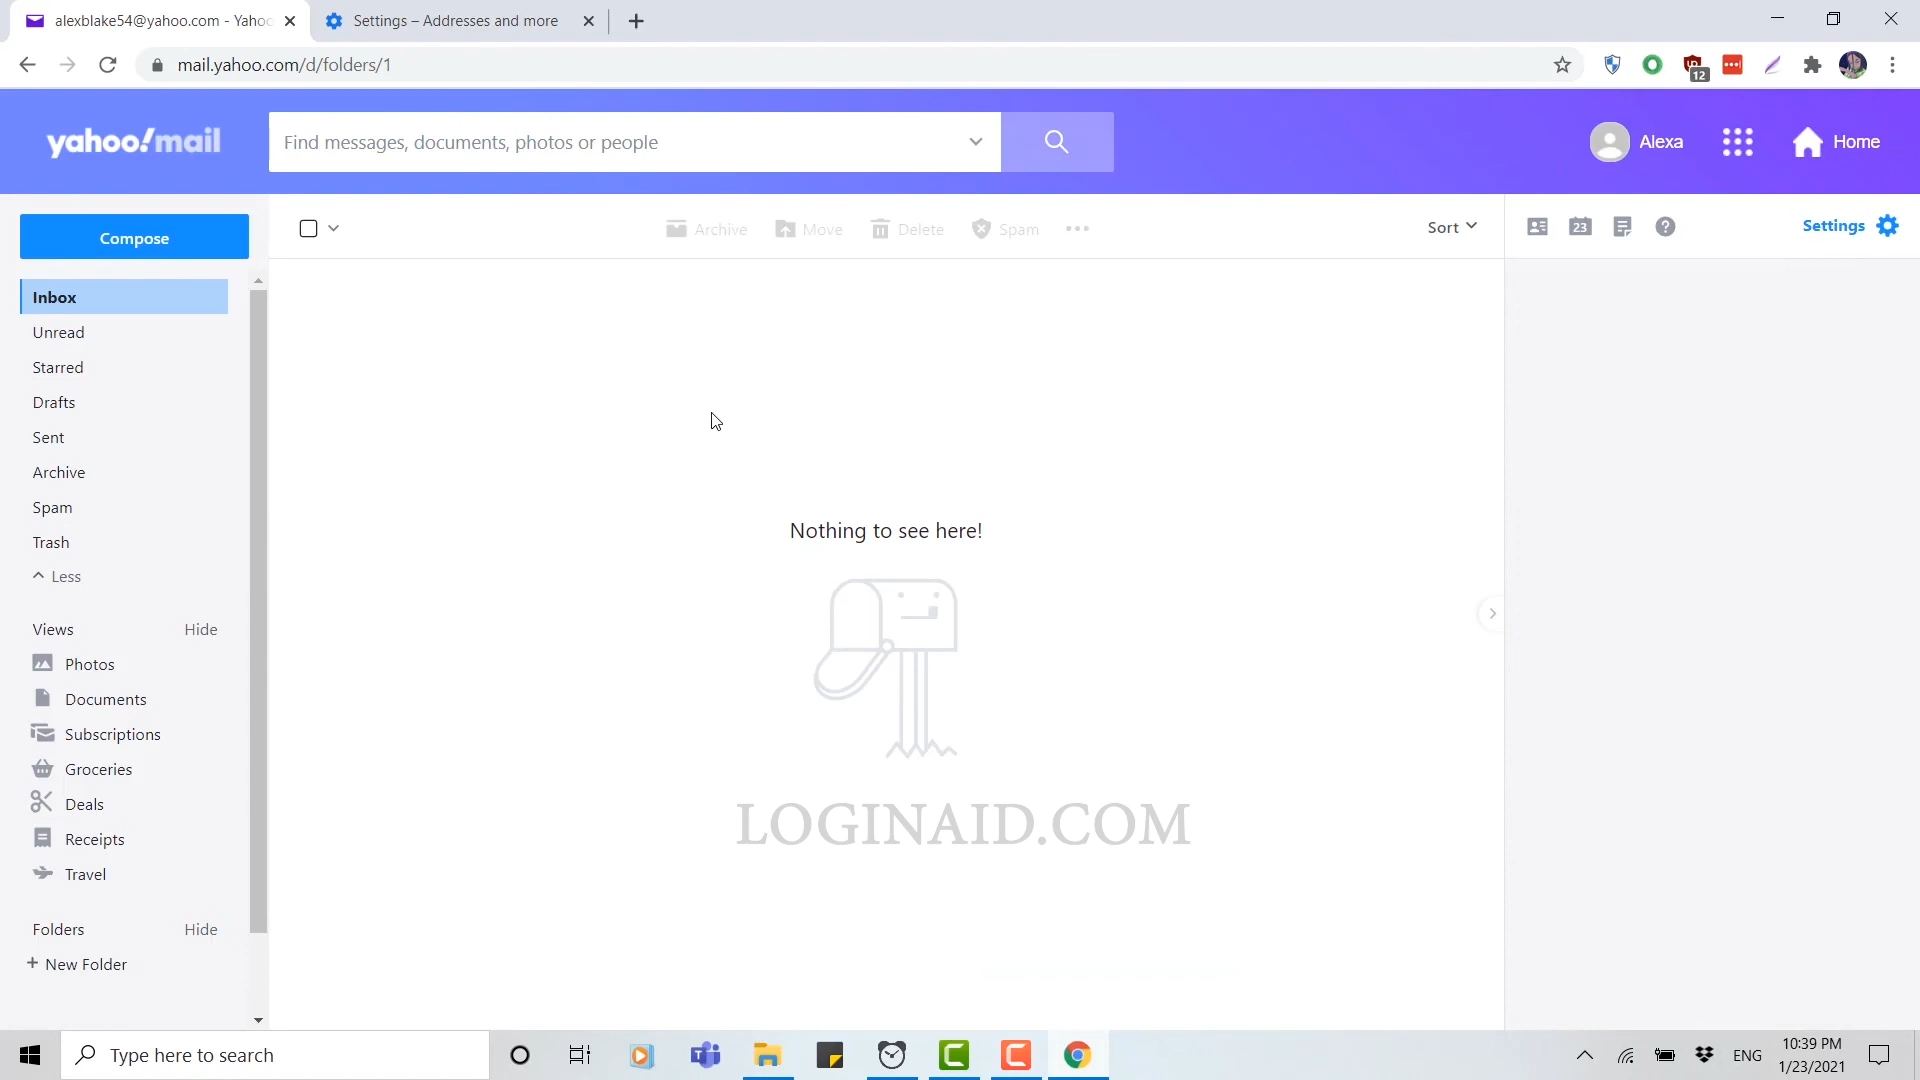 alexblake54@yahoo.com - Yahoo
Settings – Addresses and more
mail.yahoo.com/d/folders/1
12
yahoo!mail
Find messages, documents, photos or people
Alexa
Home
Compose
Archive
Move
Delete
Spam
Sort
23
Settings
Inbox
Unread
Starred
Drafts
Sent
Archive
Spam
Trash
Less
Views Hide
Photos
Documents
Subscriptions
Groceries
Deals
Receipts
Travel
Folders Hide
+ New Folder
Nothing to see here!
LOGINAID.COM
Type here to search
ENG
10:39 PM
1/23/2021